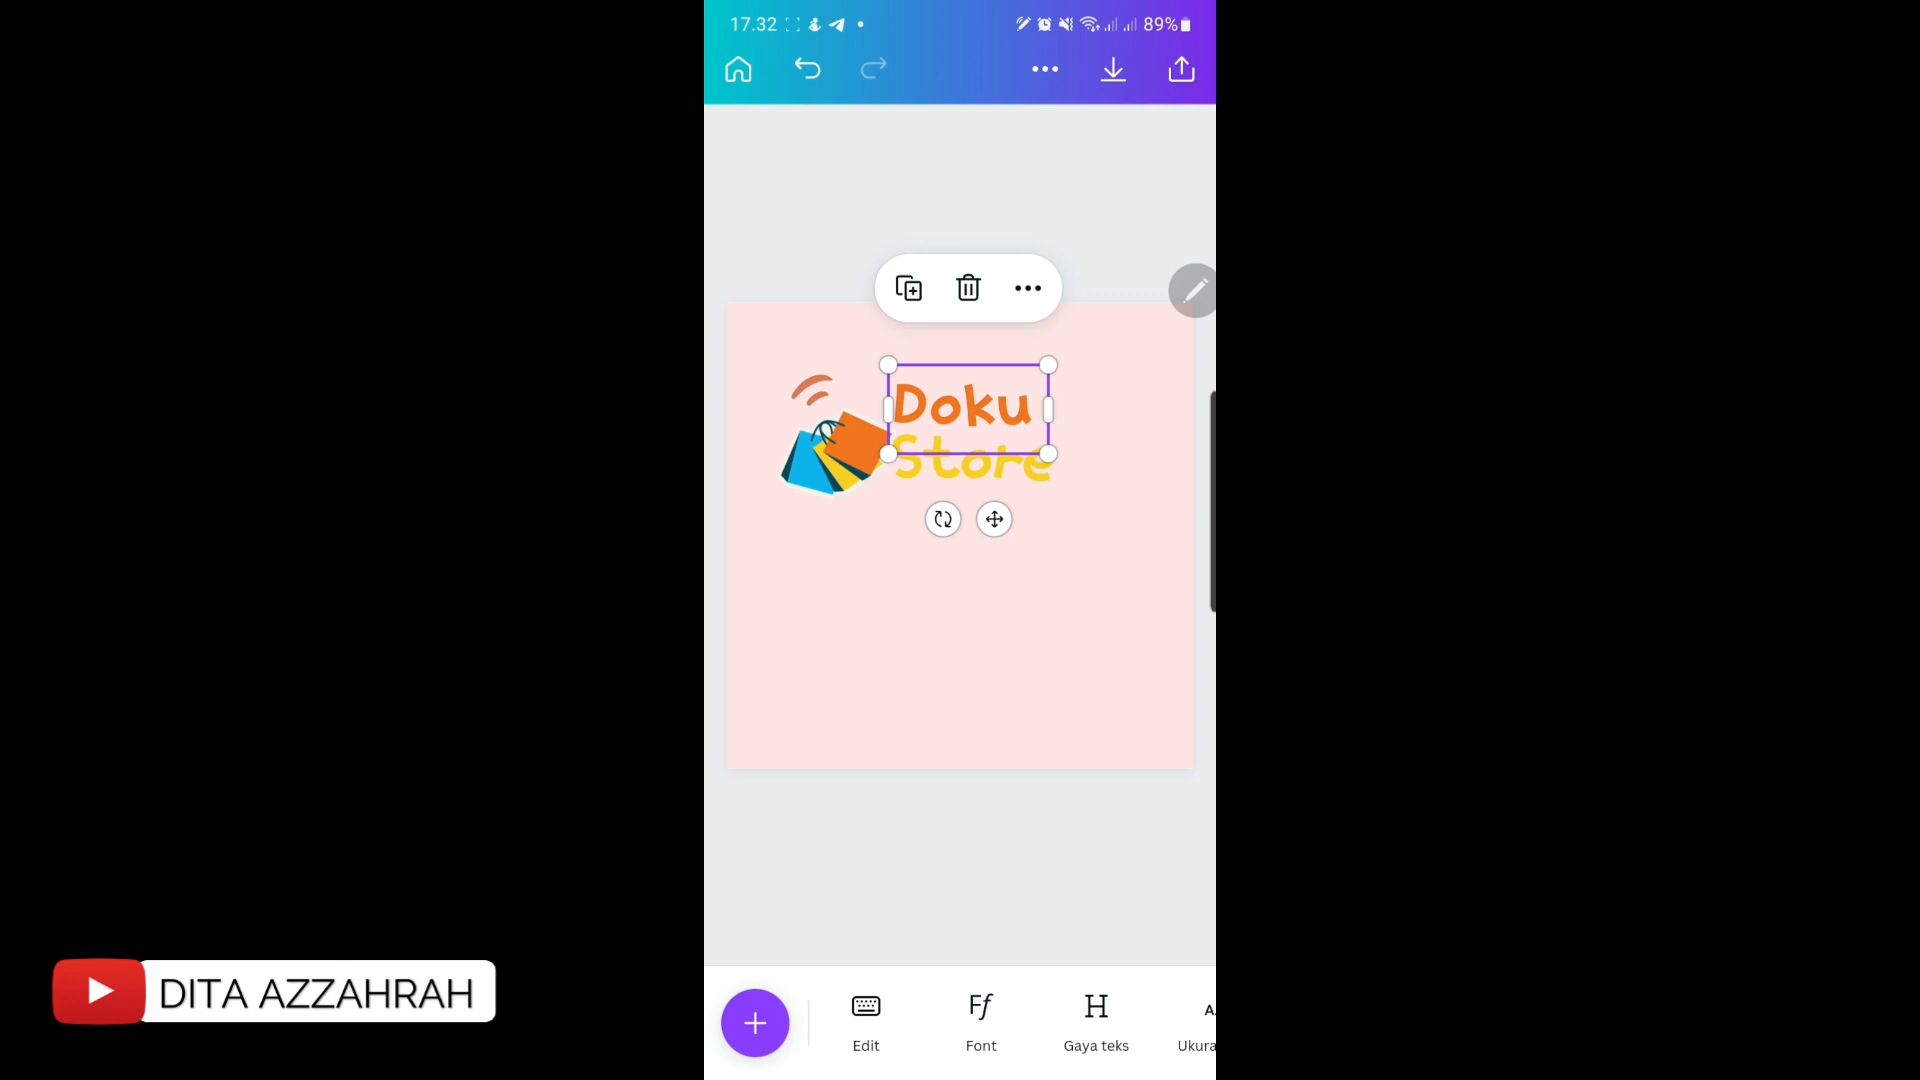 17.32
89%
Doku
Store
DITA AZZAHRAH
Edit
Font
Gaya teks
Ukura